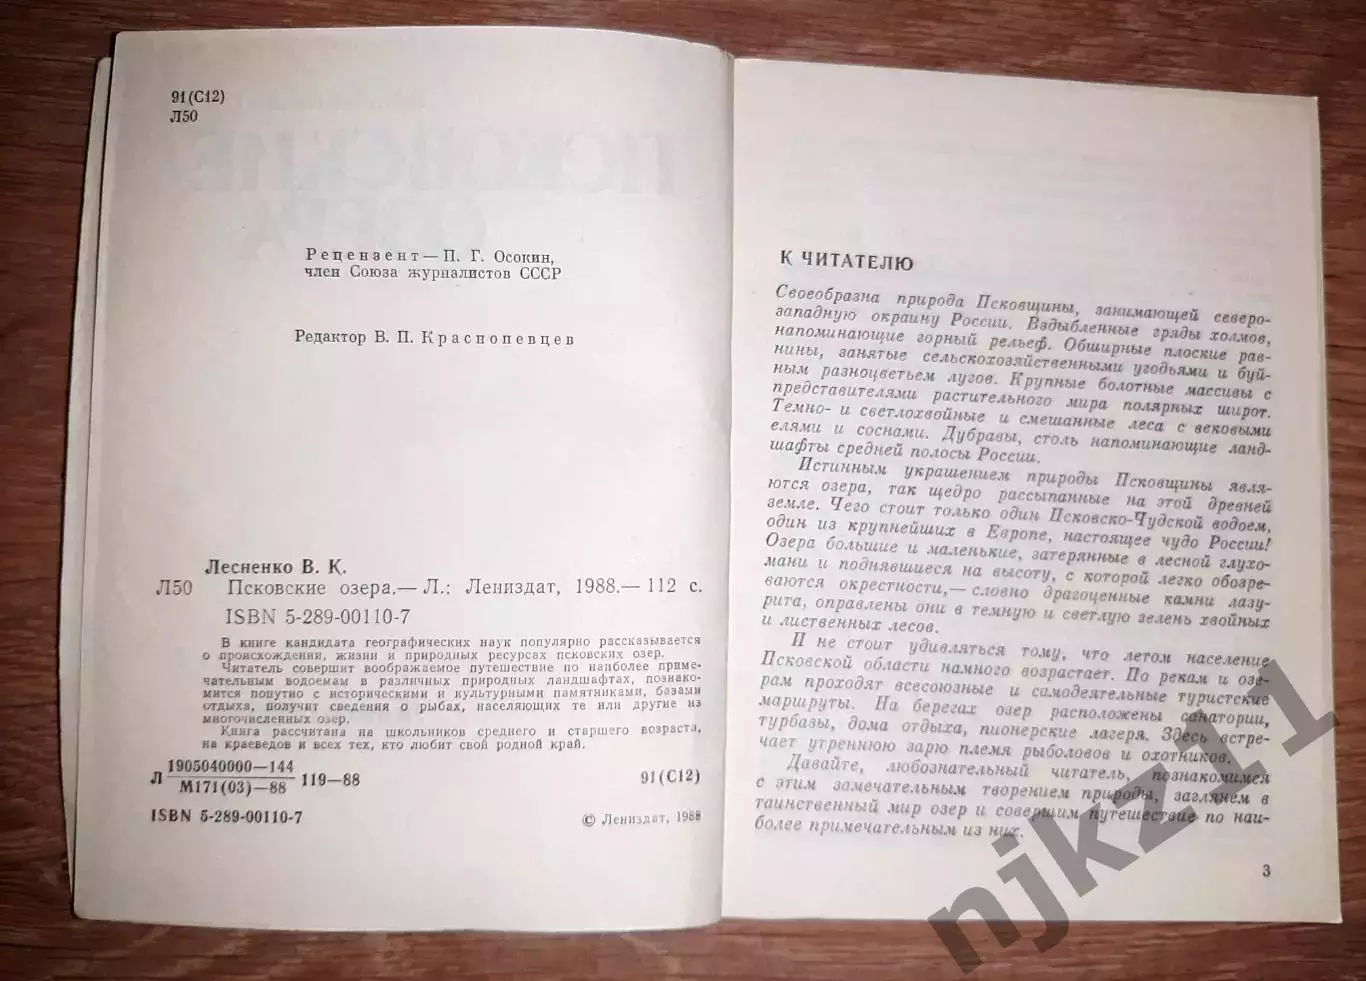 91(С12)
Л50
Рецензент — П. Г. Осокин,
член Союза журналистов СССР
Редактор В. П. Краснопевцев
Лесненко В. К.
Л50 Псковские озера.— Л.: Лениздат, 1988.— 112 с.
ISBN 5-289-00110-7
В книге кандидата географических наук популярно рассказывается
о происхождении, жизни и природных ресурсах псковских озер.
Читатель совершит воображаемое путешествие по наиболее приме-
чательным водоемам в различных природных ландшафтах, познако-
мится попутно с историческими и культурными памятниками, базами
отдыха, получит сведения о рыбах, населяющих те или другие из
многочисленных озер.
Книга рассчитана на школьников среднего и старшего возраста,
на краеведов и всех тех, кто любит свой родной край.
Л 1905040000—144 119—88 91(С12)
М171(03)—88
ISBN 5-289-00110-7 © Лениздат, 1988
К ЧИТАТЕЛЮ
Своеобразна природа Псковщины, занимающей северо-
западную окраину России. Вздыбленные гряды холмов,
напоминающие горный рельеф. Обширные плоские рав-
нины, занятые сельскохозяйственными угодьями и буй-
ным разноцветьем лугов. Крупные болотные массивы с
представителями растительного мира полярных широт.
Темно- и светлохвойные и смешанные леса с вековыми
елями и соснами. Дубравы, столь напоминающие ланд-
шафты средней полосы России.
Истинным украшением природы Псковщины явля-
ются озера, так щедро рассыпанные на этой древней
земле. Чего стоит только один Псковско-Чудской водоем,
один из крупнейших в Европе, настоящее чудо России!
Озера большие и маленькие, затерянные в лесной глухо-
мани и поднявшиеся на высоту, с которой легко обозре-
ваются окрестности,— словно драгоценные камни лазу-
рита, оправлены они в темную и светлую зелень хвойных
и лиственных лесов.
И не стоит удивляться тому, что летом население
Псковской области намного возрастает. По рекам и озе-
рам проходят всесоюзные и самодеятельные туристские
маршруты. На берегах озер расположены санатории,
турбазы, дома отдыха, пионерские лагеря. Здесь встре-
чает утреннюю зарю племя рыболовов и охотников.
Давайте, любознательный читатель, познакомимся
с этим замечательным творением природы, заглянем в
таинственный мир озер и совершим путешествие по наи-
более примечательным из них.
3
njkz11